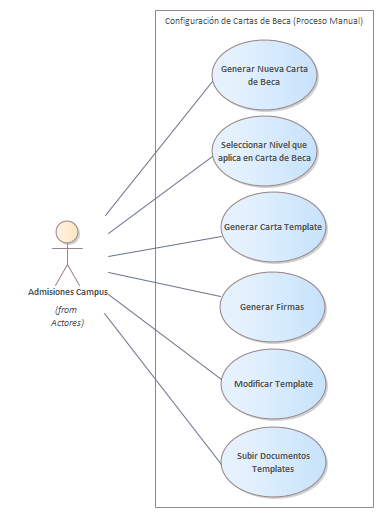 Configuración de Cartas de Beca (Proceso Manual)
Generar Nueva Carta
de Beca
Seleccionar Nivel que
aplica en Carta de Beca
Generar Carta Template
Admisiones Campus
(from
Actores)
Generar Firmas
Modificar Template
Subir Documentos
Templates